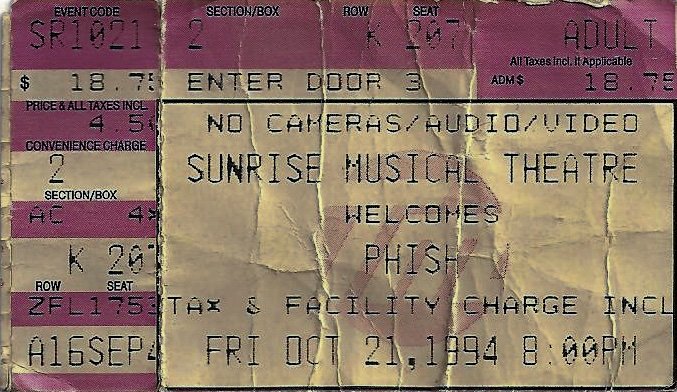 EVENT CODE SECTION/BOX ROW SEAT
SR1021 2 K 207 ADULT
All Taxes Incl. If Applicable
$ 18.75 ENTER DOOR 3 ADM $ 18.75
PRICE & ALL TAXES INCL
4.50 NO CAMERAS/AUDIO/VIDEO
CONVENIENCE CHARGE
2 SUNRISE MUSICAL THEATRE
SECTION/BOX
AC 4x WELCOMES
K 207 PHISH
ROW SEAT
ZFL1753 TAX & FACILITY CHARGE INCL
A16SEP4 FRI OCT 21,1994 8:00PM